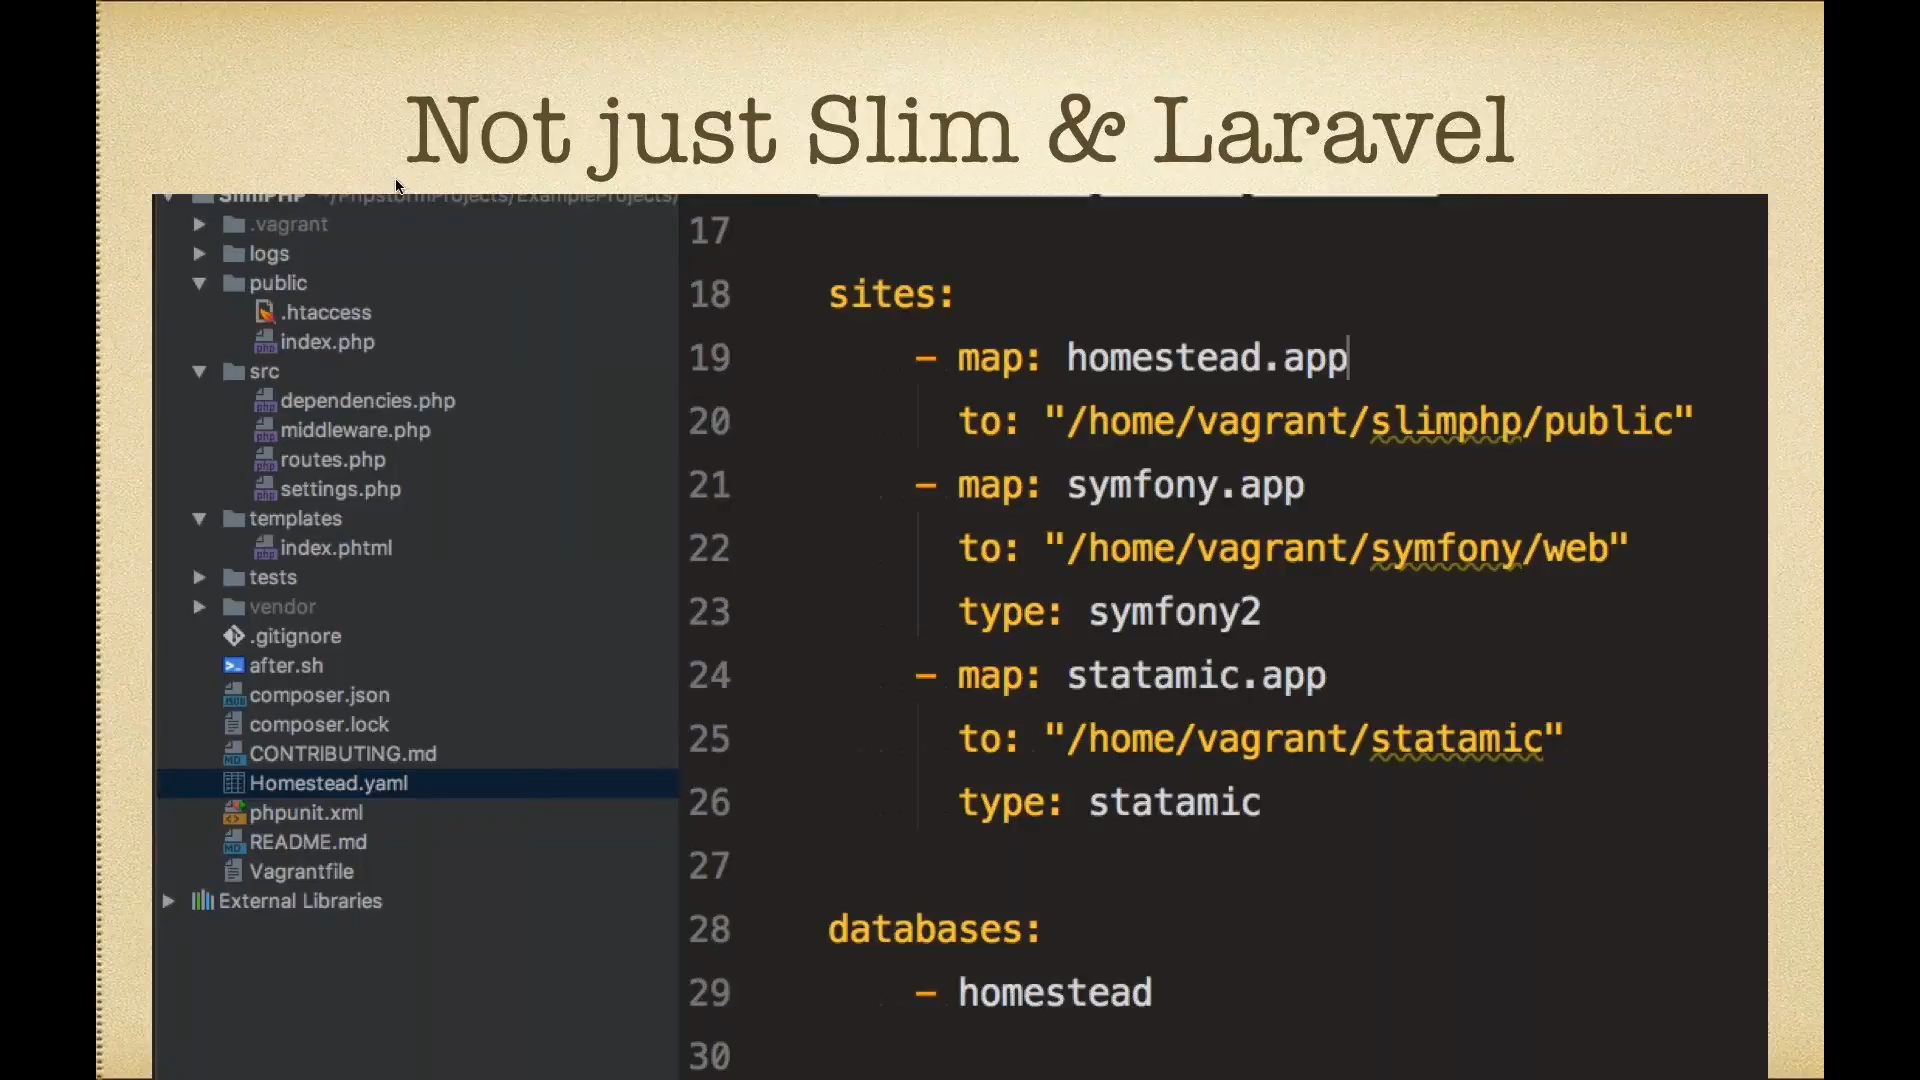 Not just Slim & Laravel
SlimPHP ~/PhpstormProjects/ExampleProjects/
.vagrant
logs
public
.htaccess
index.php
src
dependencies.php
middleware.php
routes.php
settings.php
templates
index.phtml
tests
vendor
.gitignore
after.sh
composer.json
composer.lock
CONTRIBUTING.md
Homestead.yaml
phpunit.xml
README.md
Vagrantfile
External Libraries
17
18 sites:
19 - map: homestead.app
20 to: "/home/vagrant/slimphp/public"
21 - map: symfony.app
22 to: "/home/vagrant/symfony/web"
23 type: symfony2
24 - map: statamic.app
25 to: "/home/vagrant/statamic"
26 type: statamic
27
28 databases:
29 - homestead
30